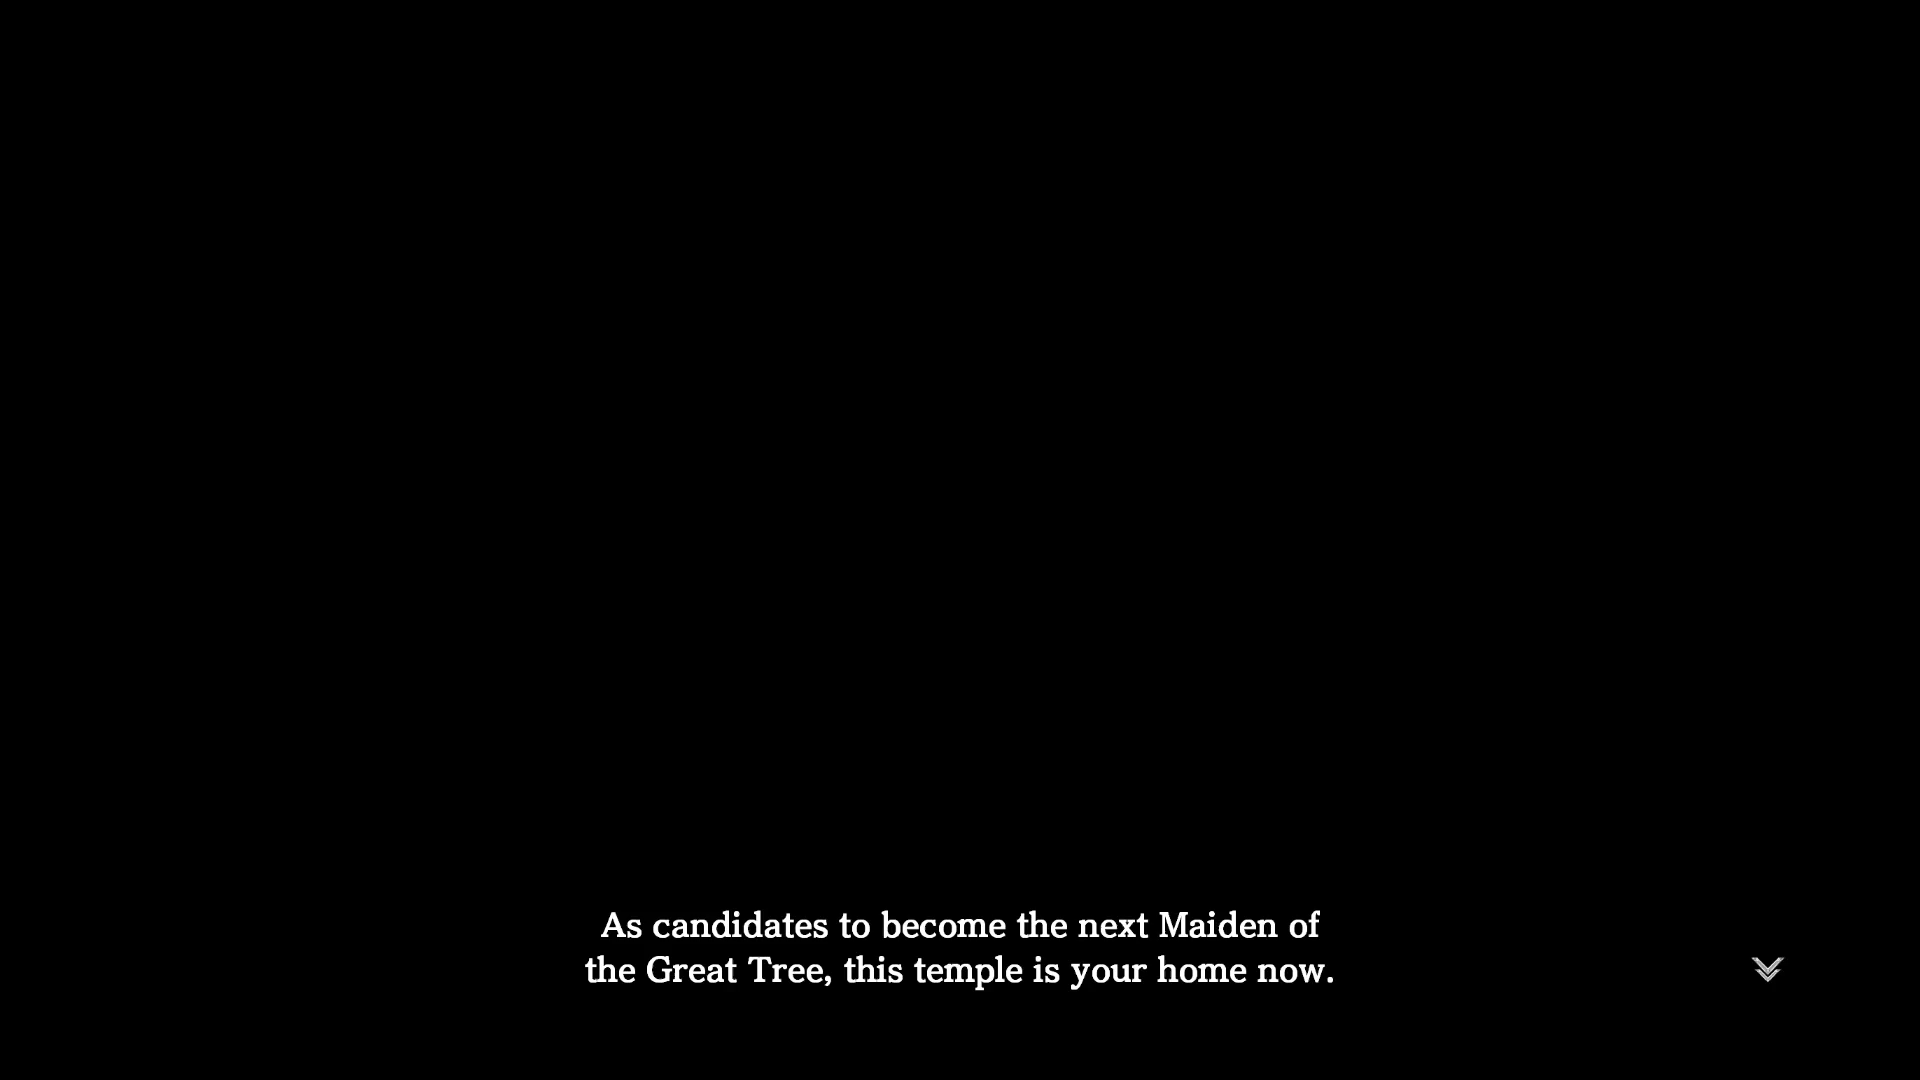 As candidates to become the next Maiden of
the Great Tree, this temple is your home now.